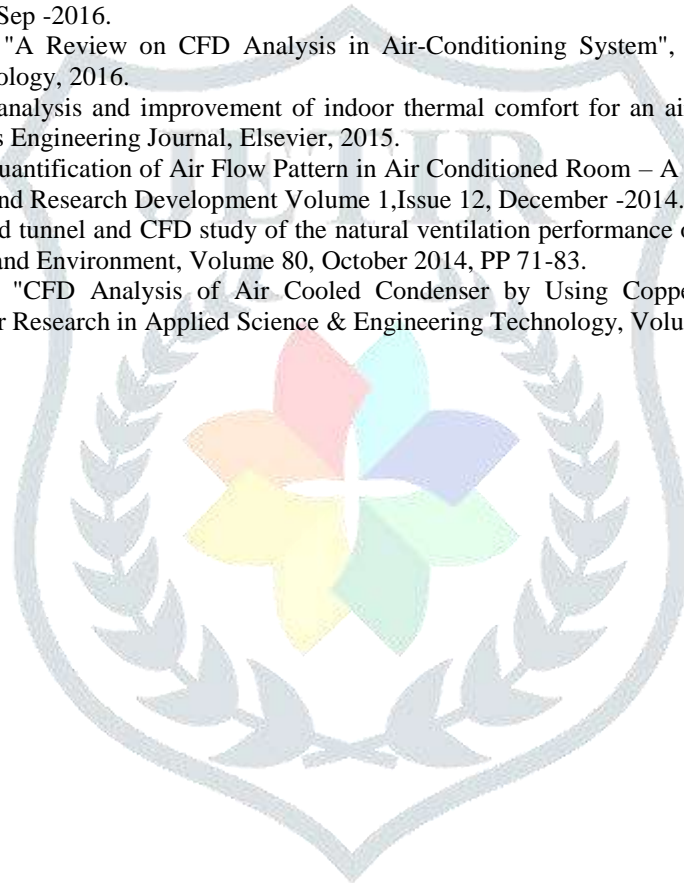 Sep -2016.
"A Review on CFD Analysis in Air-Conditioning System",
ology, 2016.
analysis and improvement of indoor thermal comfort for an ai
s Engineering Journal, Elsevier, 2015.
uantification of Air Flow Pattern in Air Conditioned Room – A
nd Research Development Volume 1,Issue 12, December -2014.
d tunnel and CFD study of the natural ventilation performance o
and Environment, Volume 80, October 2014, PP 71-83.
"CFD Analysis of Air Cooled Condenser by Using Coppe
r Research in Applied Science & Engineering Technology, Volu
JETIR